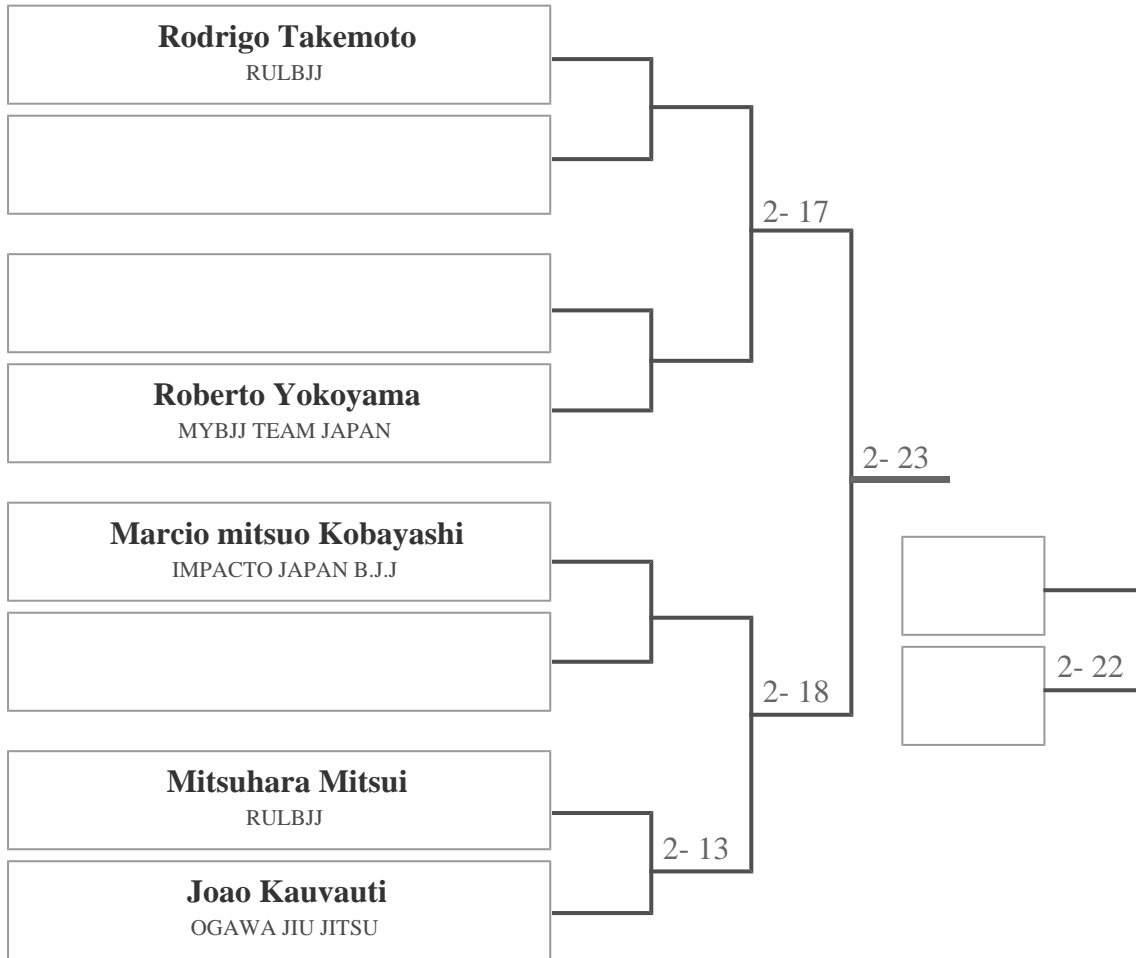 Rodrigo Takemoto
RULBJJ
2- 17
Roberto Yokoyama
MYBJJ TEAM JAPAN
2- 23
Marcio mitsuo Kobayashi
IMPACTO JAPAN B.J.J
2- 22
2- 18
Mitsuhara Mitsui
RULBJJ
2- 13
Joao Kauvauti
OGAWA JIU JITSU